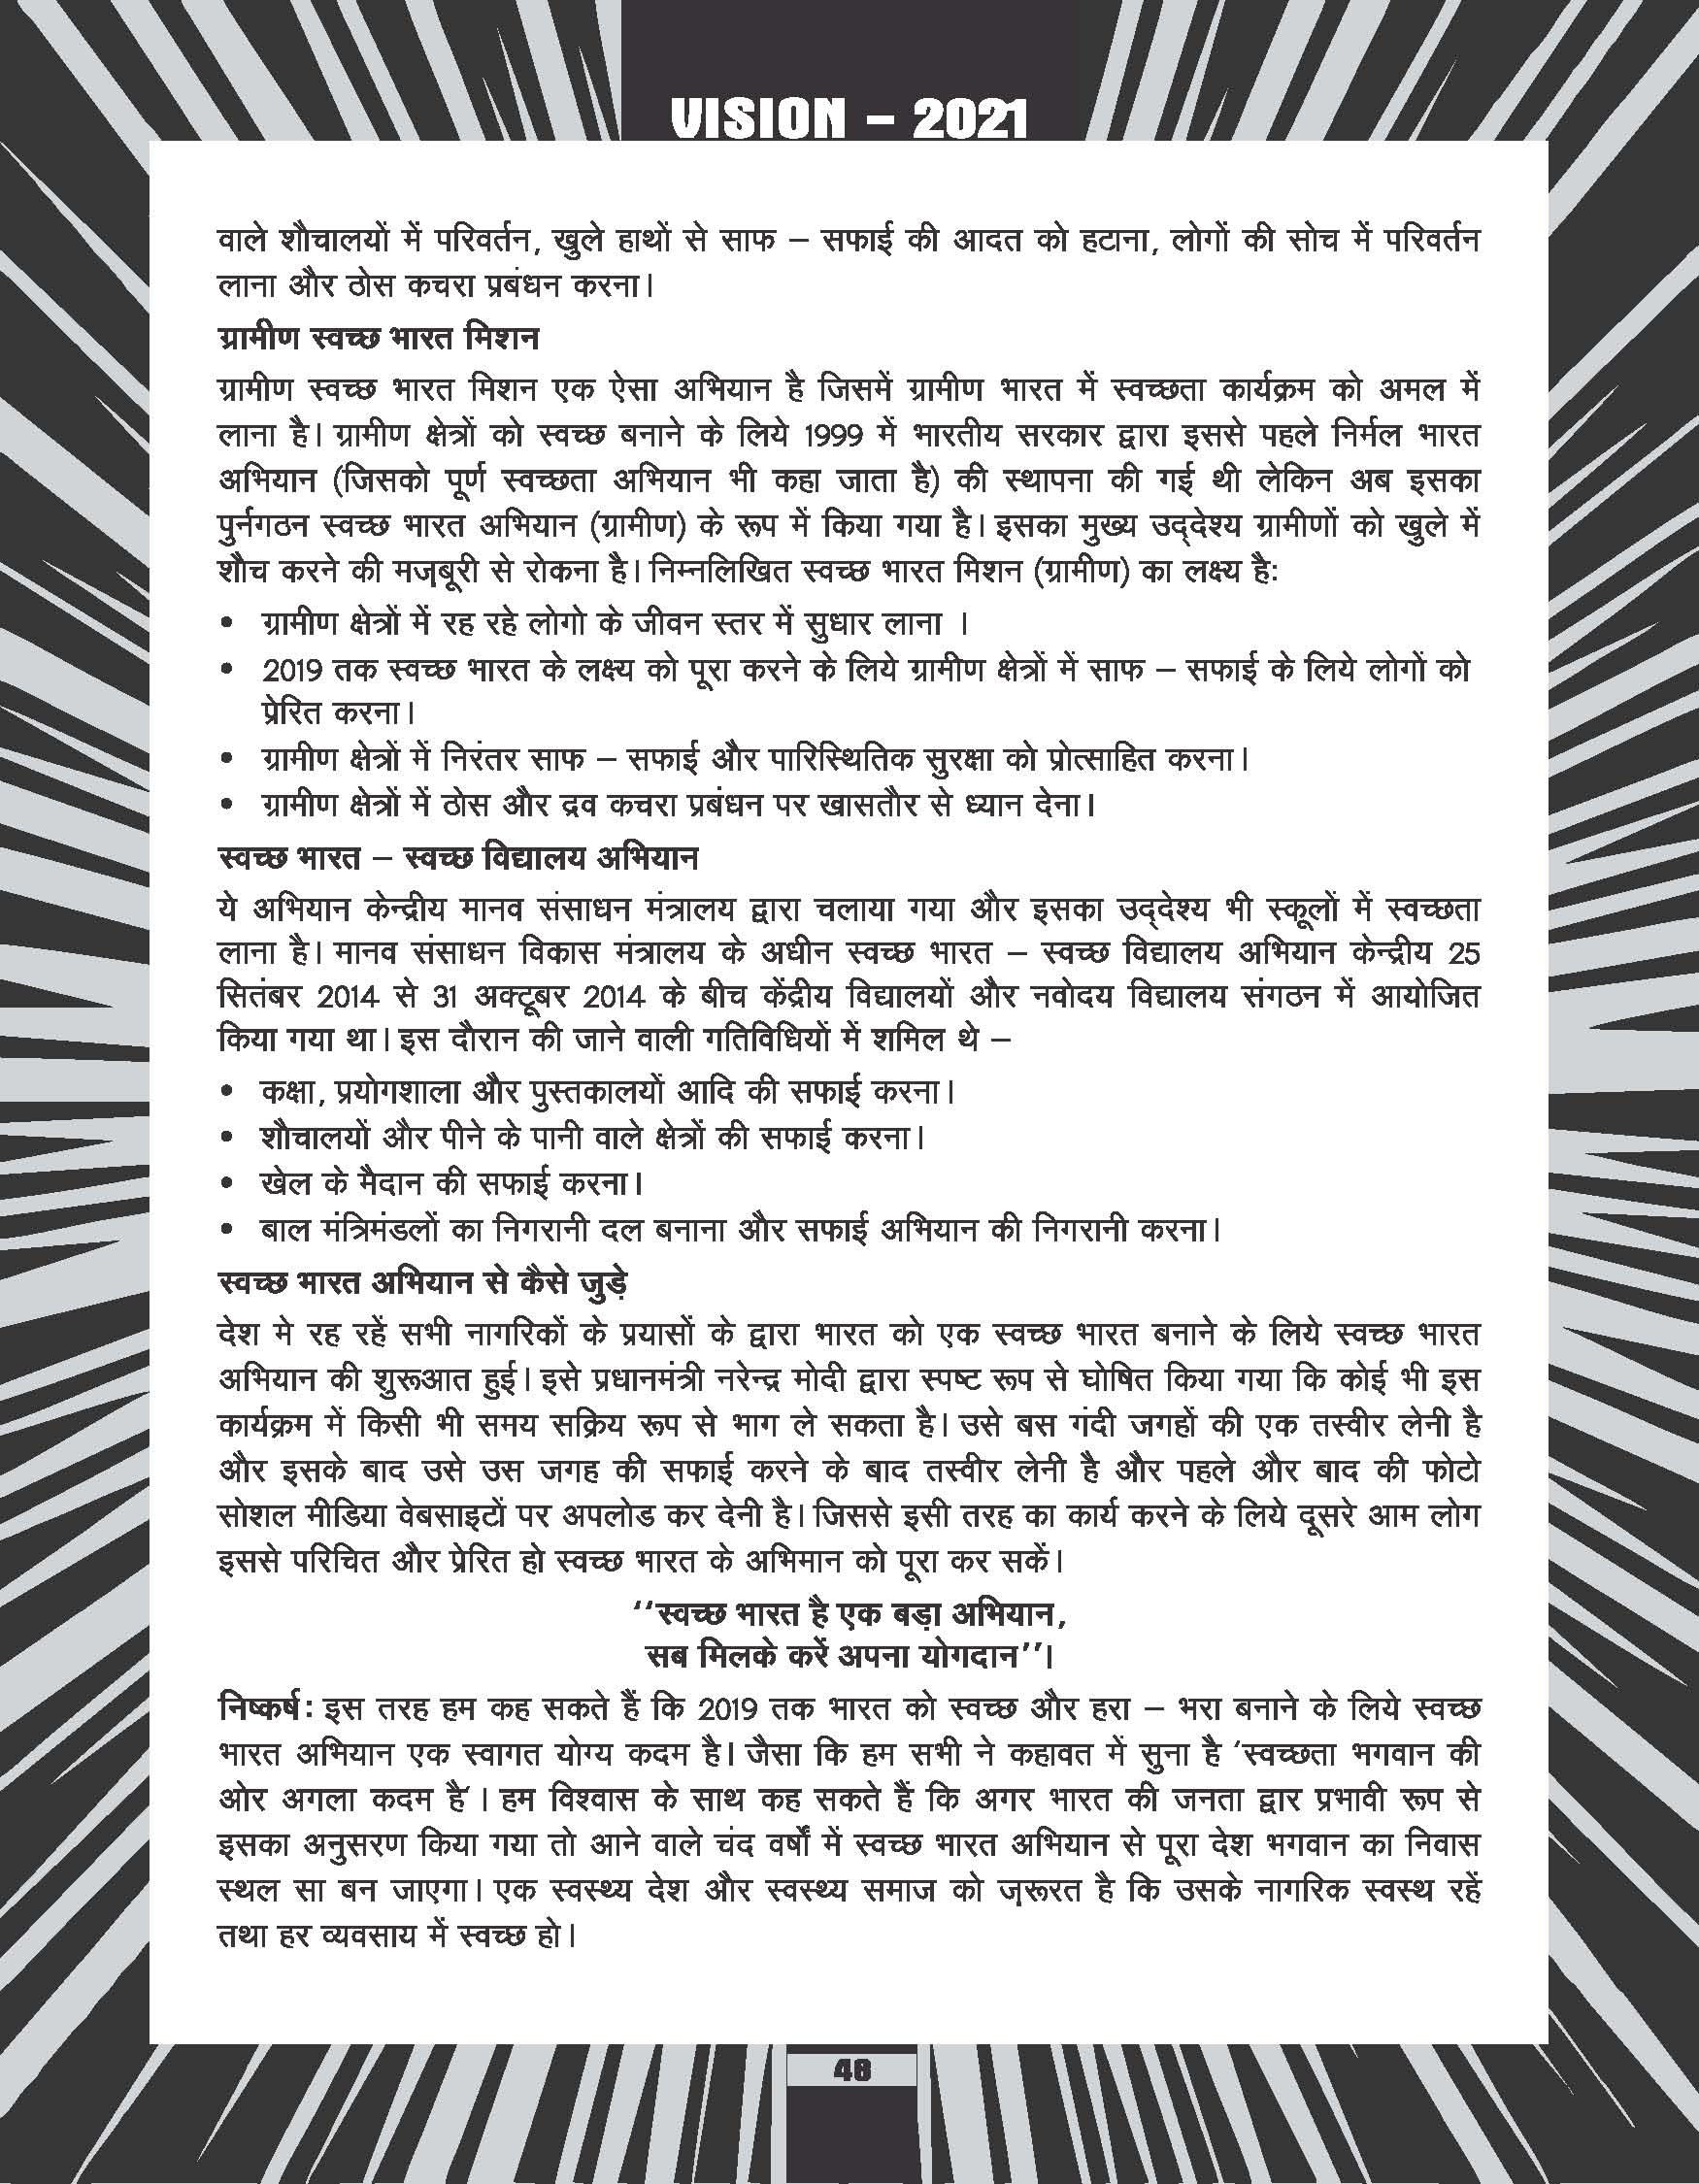 VISION – 2021
वाले शौचालयों में परिवर्तन, खुले हाथों से साफ – सफाई की आदत को हटाना, लोगों की सोच में परिवर्तन
लाना और ठोस कचरा प्रबंधन करना।
ग्रामीण स्वच्छ भारत मिशन
ग्रामीण स्वच्छ भारत मिशन एक ऐसा अभियान है जिसमें ग्रामीण भारत में स्वच्छता कार्यक्रम को अमल में
लाना है। ग्रामीण क्षेत्रों को स्वच्छ बनाने के लिये 1999 में भारतीय सरकार द्वारा इससे पहले निर्मल भारत
अभियान (जिसको पूर्ण स्वच्छता अभियान भी कहा जाता है) की स्थापना की गई थी लेकिन अब इसका
पुर्नगठन स्वच्छ भारत अभियान (ग्रामीण) के रूप में किया गया है। इसका मुख्य उद्देश्य ग्रामीणों को खुले में
शौच करने की मज़बूरी से रोकना है। निम्नलिखित स्वच्छ भारत मिशन (ग्रामीण) का लक्ष्य है:
• ग्रामीण क्षेत्रों में रह रहे लोगो के जीवन स्तर में सुधार लाना ।
• 2019 तक स्वच्छ भारत के लक्ष्य को पूरा करने के लिये ग्रामीण क्षेत्रों में साफ – सफाई के लिये लोगों को
प्रेरित करना।
• ग्रामीण क्षेत्रों में निरंतर साफ – सफाई और पारिस्थितिक सुरक्षा को प्रोत्साहित करना।
• ग्रामीण क्षेत्रों में ठोस और द्रव कचरा प्रबंधन पर खासतौर से ध्यान देना।
स्वच्छ भारत – स्वच्छ विद्यालय अभियान
ये अभियान केन्द्रीय मानव संसाधन मंत्रालय द्वारा चलाया गया और इसका उद्देश्य भी स्कूलों में स्वच्छता
लाना है। मानव संसाधन विकास मंत्रालय के अधीन स्वच्छ भारत – स्वच्छ विद्यालय अभियान केन्द्रीय 25
सितंबर 2014 से 31 अक्टूबर 2014 के बीच केंद्रीय विद्यालयों और नवोदय विद्यालय संगठन में आयोजित
किया गया था। इस दौरान की जाने वाली गतिविधियों में शमिल थे –
• कक्षा, प्रयोगशाला और पुस्तकालयों आदि की सफाई करना।
• शौचालयों और पीने के पानी वाले क्षेत्रों की सफाई करना।
• खेल के मैदान की सफाई करना।
• बाल मंत्रिमंडलों का निगरानी दल बनाना और सफाई अभियान की निगरानी करना।
स्वच्छ भारत अभियान से कैसे जुड़े
देश मे रह रहें सभी नागरिकों के प्रयासों के द्वारा भारत को एक स्वच्छ भारत बनाने के लिये स्वच्छ भारत
अभियान की शुरूआत हुई। इसे प्रधानमंत्री नरेन्द्र मोदी द्वारा स्पष्ट रूप से घोषित किया गया कि कोई भी इस
कार्यक्रम में किसी भी समय सक्रिय रूप से भाग ले सकता है। उसे बस गंदी जगहों की एक तस्वीर लेनी है
और इसके बाद उसे उस जगह की सफाई करने के बाद तस्वीर लेनी है और पहले और बाद की फोटो
सोशल मीडिया वेबसाइटों पर अपलोड कर देनी है। जिससे इसी तरह का कार्य करने के लिये दूसरे आम लोग
इससे परिचित और प्रेरित हो स्वच्छ भारत के अभिमान को पूरा कर सकें।
‘‘स्वच्छ भारत है एक बड़ा अभियान,
सब मिलके करें अपना योगदान’’।
निष्कर्ष: इस तरह हम कह सकते हैं कि 2019 तक भारत को स्वच्छ और हरा – भरा बनाने के लिये स्वच्छ
भारत अभियान एक स्वागत योग्य कदम है। जैसा कि हम सभी ने कहावत में सुना है ‘स्वच्छता भगवान की
ओर अगला कदम है‘ । हम विश्वास के साथ कह सकते हैं कि अगर भारत की जनता द्वार प्रभावी रूप से
इसका अनुसरण किया गया तो आने वाले चंद वर्षों में स्वच्छ भारत अभियान से पूरा देश भगवान का निवास
स्थल सा बन जाएगा। एक स्वस्थ्य देश और स्वस्थ्य समाज को ज़रूरत है कि उसके नागरिक स्वस्थ रहें
तथा हर व्यवसाय में स्वच्छ हो।
48